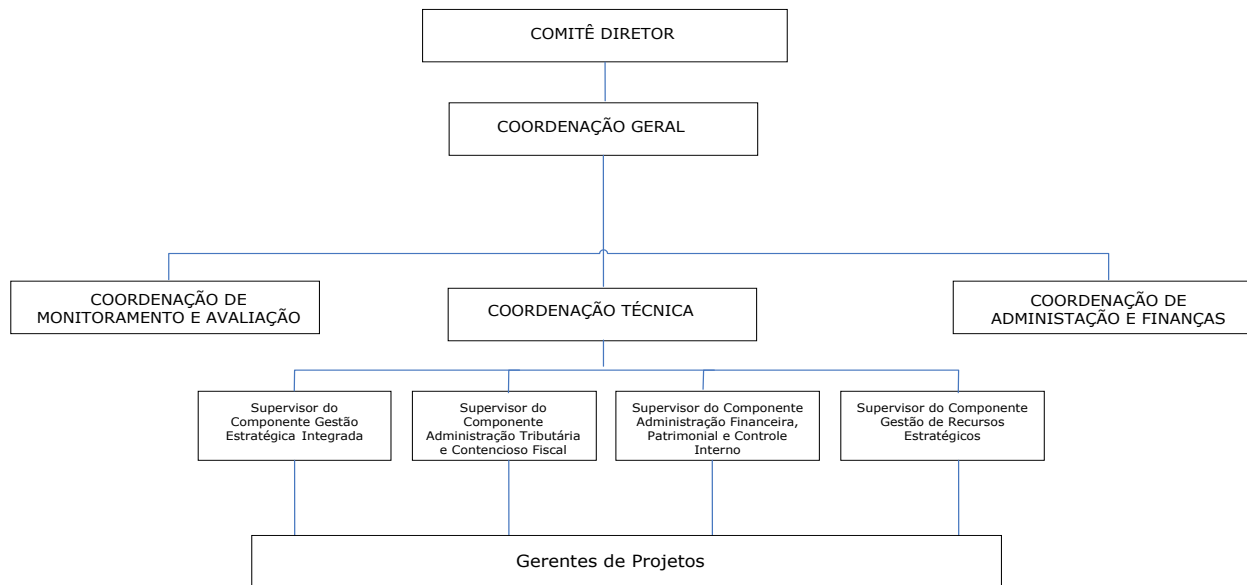 COMITÊ DIRETOR
COORDENAÇÃO GERAL
COORDENAÇÃO DE
MONITORAMENTO E AVALIAÇÃO
COORDENAÇÃO TÉCNICA
COORDENAÇÃO DE
ADMINISTAÇÃO E FINANÇAS
Supervisor do
Componente Gestão
Estratégica Integrada
Supervisor do
Componente
Administração Tributária
e Contencioso Fiscal
Supervisor do Componente
Administração Financeira,
Patrimonial e Controle
Interno
Supervisor do Componente
Gestão de Recursos
Estratégicos
Gerentes de Projetos